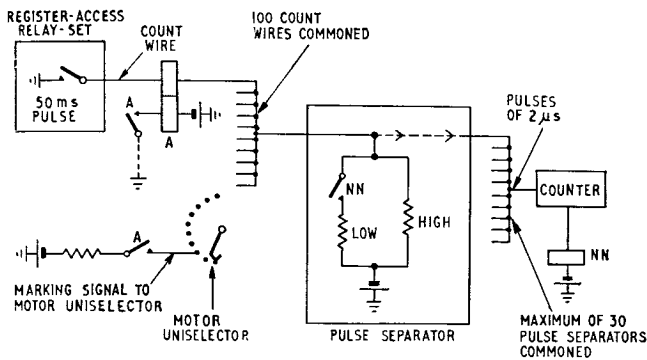 REGISTER-ACCESS
RELAY-SET
COUNT
WIRE
100 COUNT
WIRES COMMONED
50 ms
PULSE
A
A
PULSES
OF 2 μs
NN
LOW
HIGH
COUNTER
NN
A
MARKING SIGNAL TO
MOTOR UNISELECTOR
MOTOR
UNISELECTOR
PULSE SEPARATOR
MAXIMUM OF 30
PULSE SEPARATORS
COMMONED